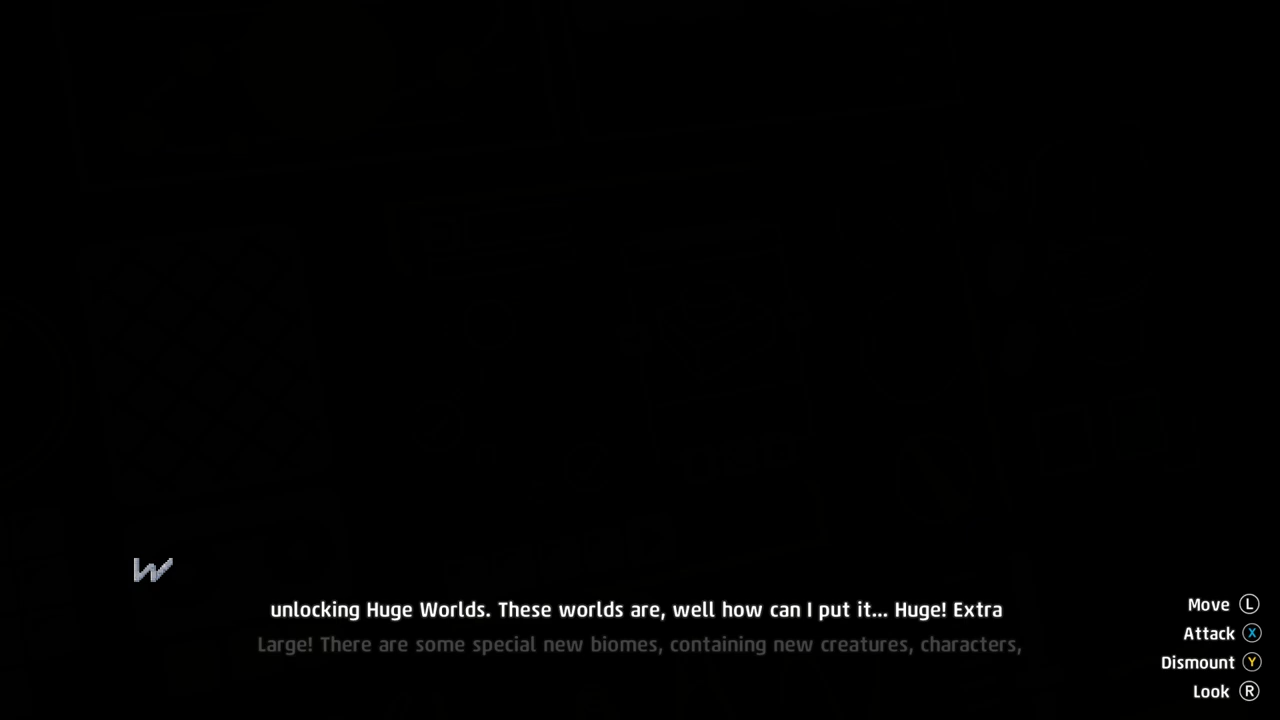 W
unlocking Huge Worlds. These worlds are, well how can I put it... Huge! Extra
Large! There are some special new biomes, containing new creatures, characters,
Move L
Attack X
Dismount Y
Look R